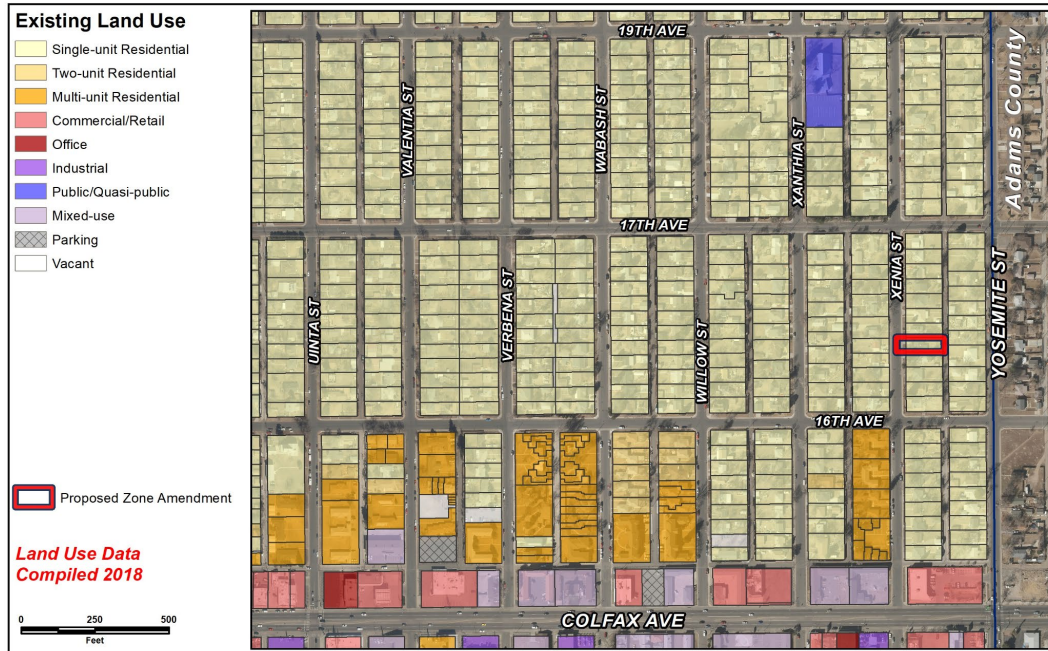 Existing Land Use
Single-unit Residential
Two-unit Residential
Multi-unit Residential
Commercial/Retail
Office
Industrial
Public/Quasi-public
Mixed-use
Parking
Vacant
Proposed Zone Amendment
Land Use Data
Compiled 2018
0 250 500
Feet
19TH AVE
VALENTIA ST
WABASH ST
XANTHIA ST
Adams County
17TH AVE
UINTA ST
VERBENA ST
WILLOW ST
XENIA ST
YOSEMITE ST
16TH AVE
COLFAX AVE